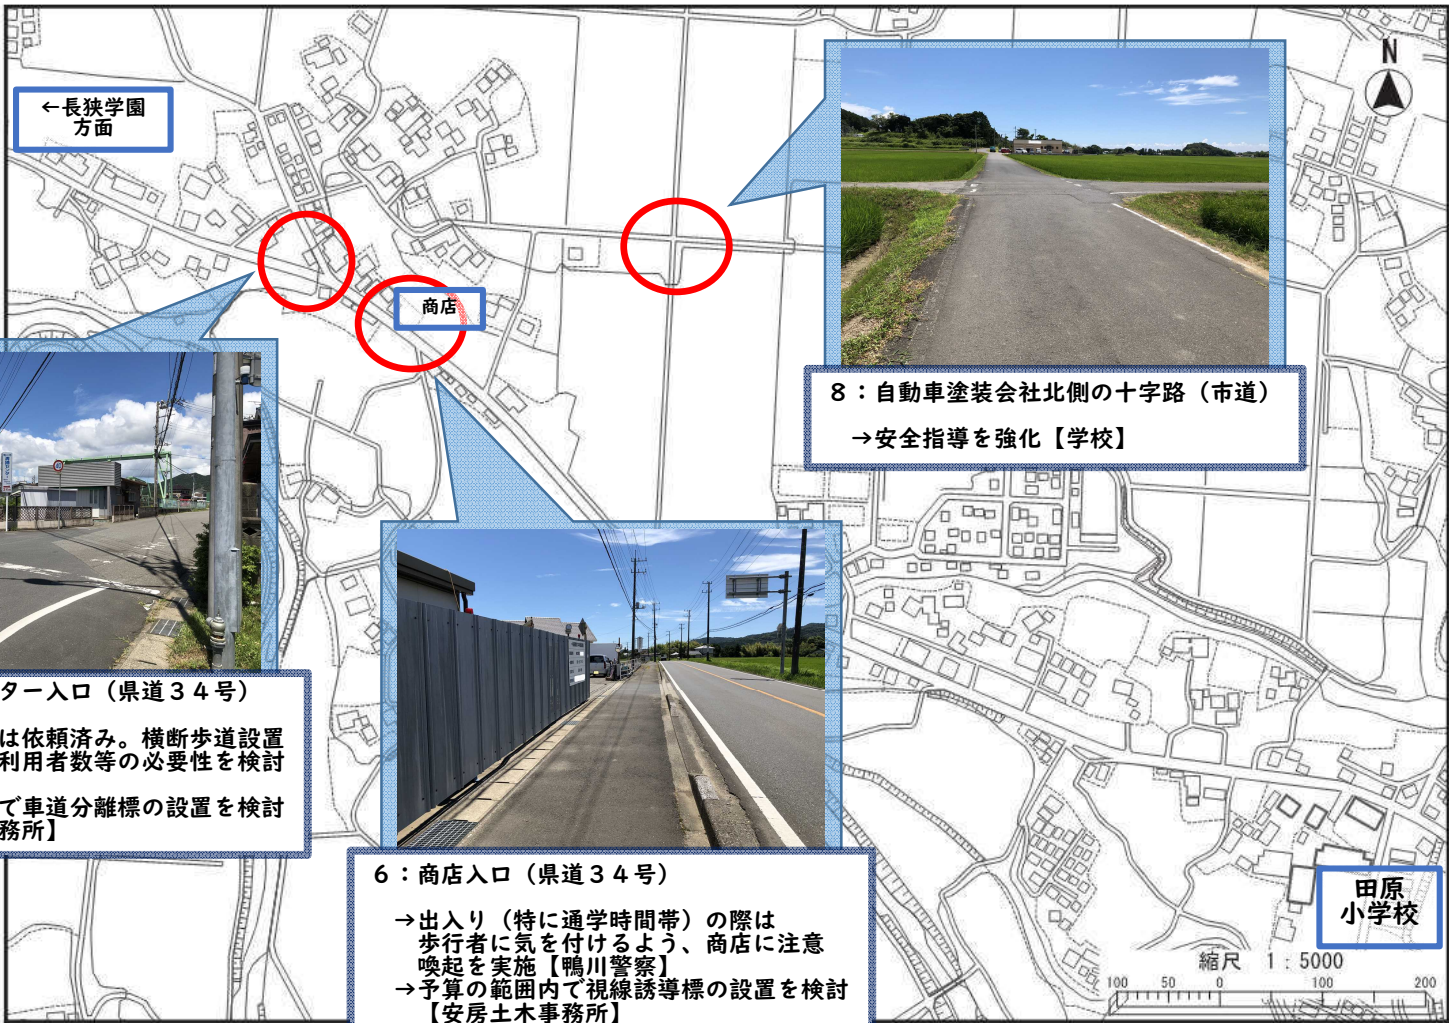 ←長狭学園
方面
N
商店
8：自動車塗装会社北側の十字路（市道）
→安全指導を強化【学校】
ター入口（県道３４号）
は依頼済み。横断歩道設置
利用者数等の必要性を検討
で車道分離標の設置を検討
務所】
6：商店入口（県道３４号）
→出入り（特に通学時間帯）の際は
歩行者に気を付けるよう、商店に注意
喚起を実施【鴨川警察】
→予算の範囲内で視線誘導標の設置を検討
【安房土木事務所】
田原
小学校
縮尺 1：5000
100 50 0 100 200